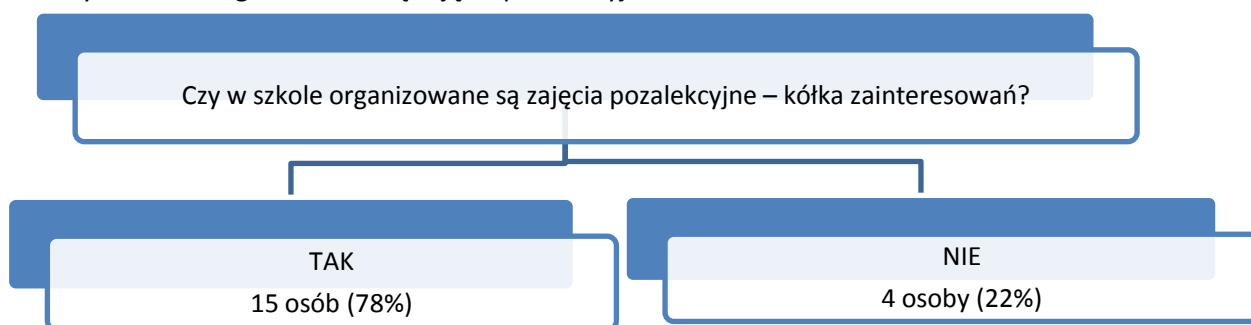 Czy w szkole organizowane są zajęcia pozalekcyjne – kółka zainteresowań?
TAK
15 osób (78%)
NIE
4 osoby (22%)